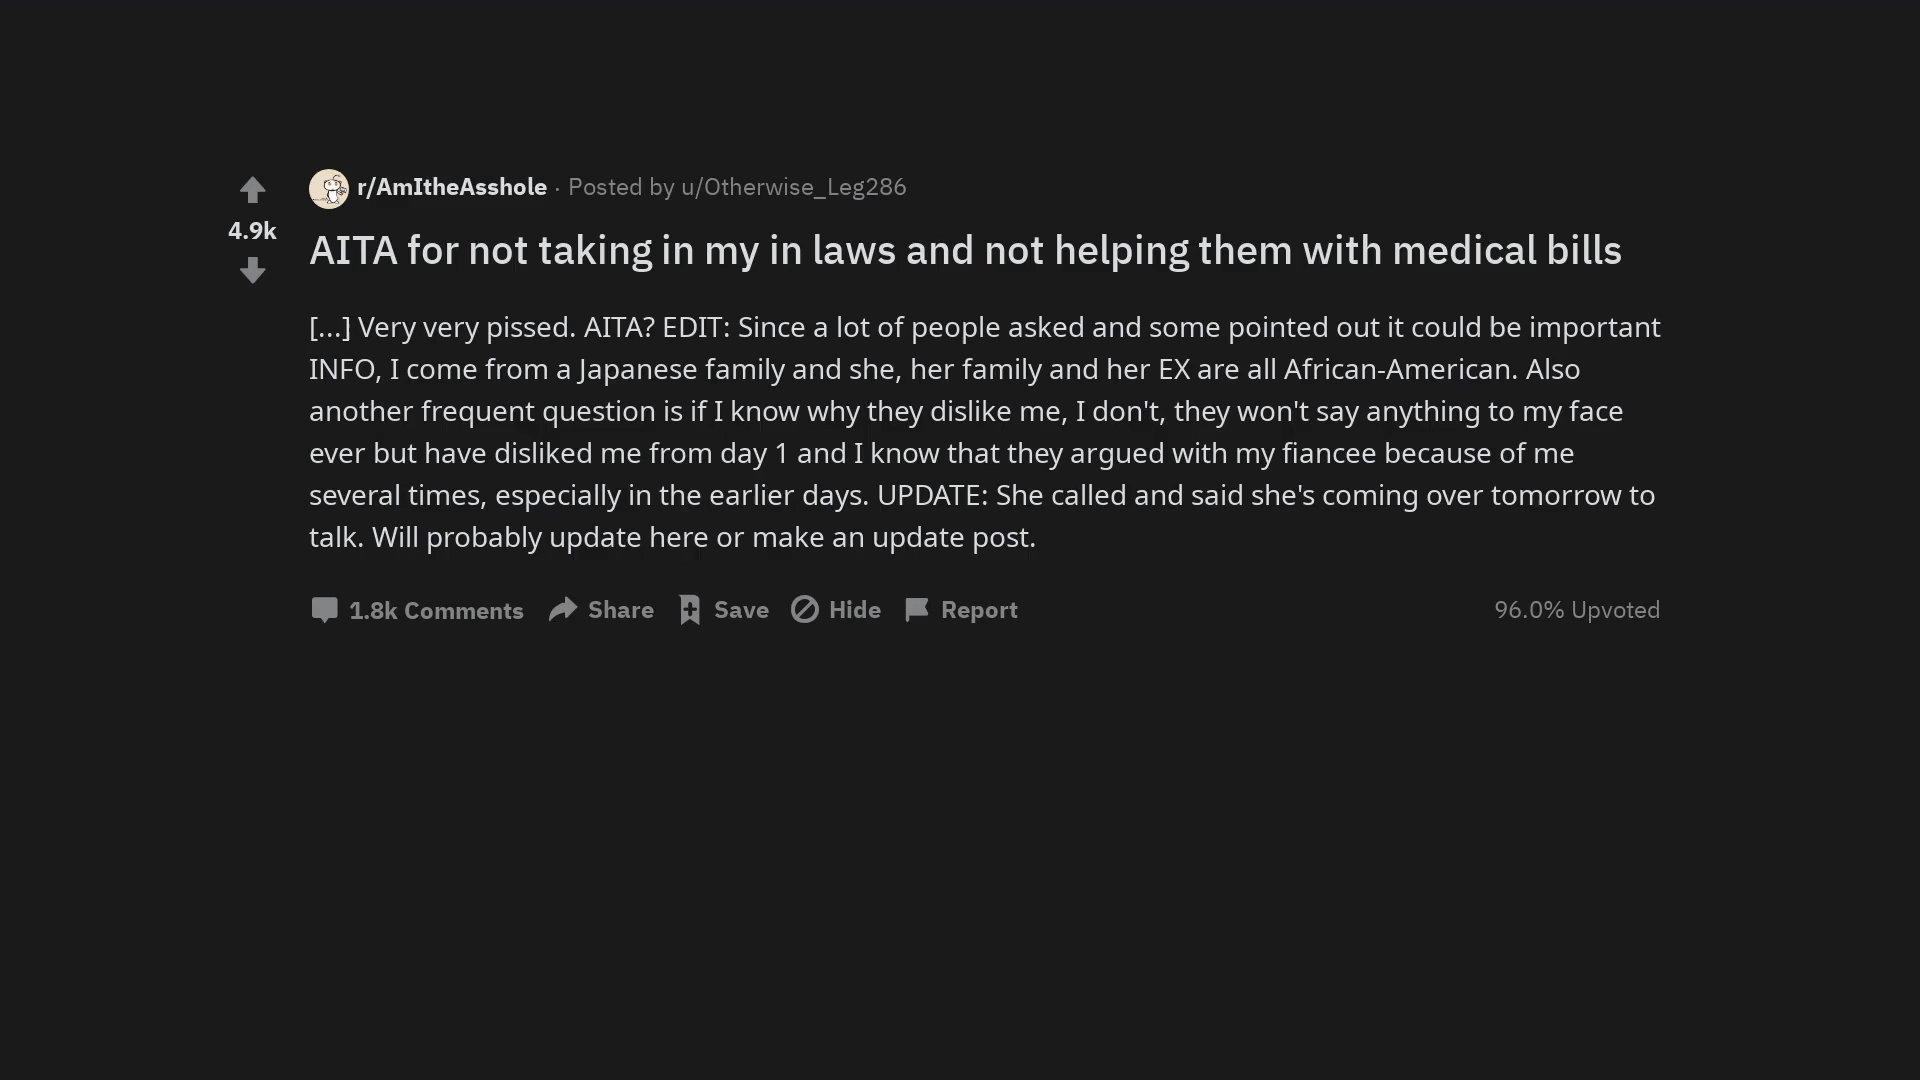 r/AmItheAsshole · Posted by u/Otherwise_Leg286
4.9k
AITA for not taking in my in laws and not helping them with medical bills
[...] Very very pissed. AITA? EDIT: Since a lot of people asked and some pointed out it could be important
INFO, I come from a Japanese family and she, her family and her EX are all African-American. Also
another frequent question is if I know why they dislike me, I don't, they won't say anything to my face
ever but have disliked me from day 1 and I know that they argued with my fiancee because of me
several times, especially in the earlier days. UPDATE: She called and said she's coming over tomorrow to
talk. Will probably update here or make an update post.
1.8k Comments Share Save Hide Report 96.0% Upvoted